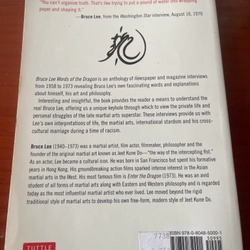 "You can't organize truth. That's like trying to put a pound of water into wrapping
paper and shaping it."
—Bruce Lee, from the Washington Star interview, August 16, 1970
Bruce Lee Words of the Dragon is an anthology of newspaper and magazine interviews
from 1958 to 1973 revealing Bruce Lee's own fascinating words and explanations
about himself, his art and philosophy.
Interesting and insightful, the book provides the reader a means to understand the
real Bruce Lee, offering us a unique keyhole through which to view the private life and
personal struggles of the late martial arts superstar. These interviews provide us with
Lee's own interpretations of life, the martial arts, international stardom and his cross-
cultural marriage during a time of racism.
Bruce Lee (1940–1973) was a martial artist, film actor, filmmaker, philosopher and the
founder of the original martial art known as Jeet Kune Do—"the way of the intercepting fist."
As an actor, Lee became a cultural icon. He was born in San Francisco but spent his formative
years in Hong Kong. His groundbreaking action films sparked intense interest in the Asian
martial arts in the West; his most famous film is Enter the Dragon (1973). He was an avid
student of all forms of martial arts along with Eastern and Western philosophy and is regarded
today as the most influential martial artist who ever lived. Lee moved beyond the rigid
traditional style of martial arts to develop his own free-form, modern style of Jeet Kune Do.
TUTTLE